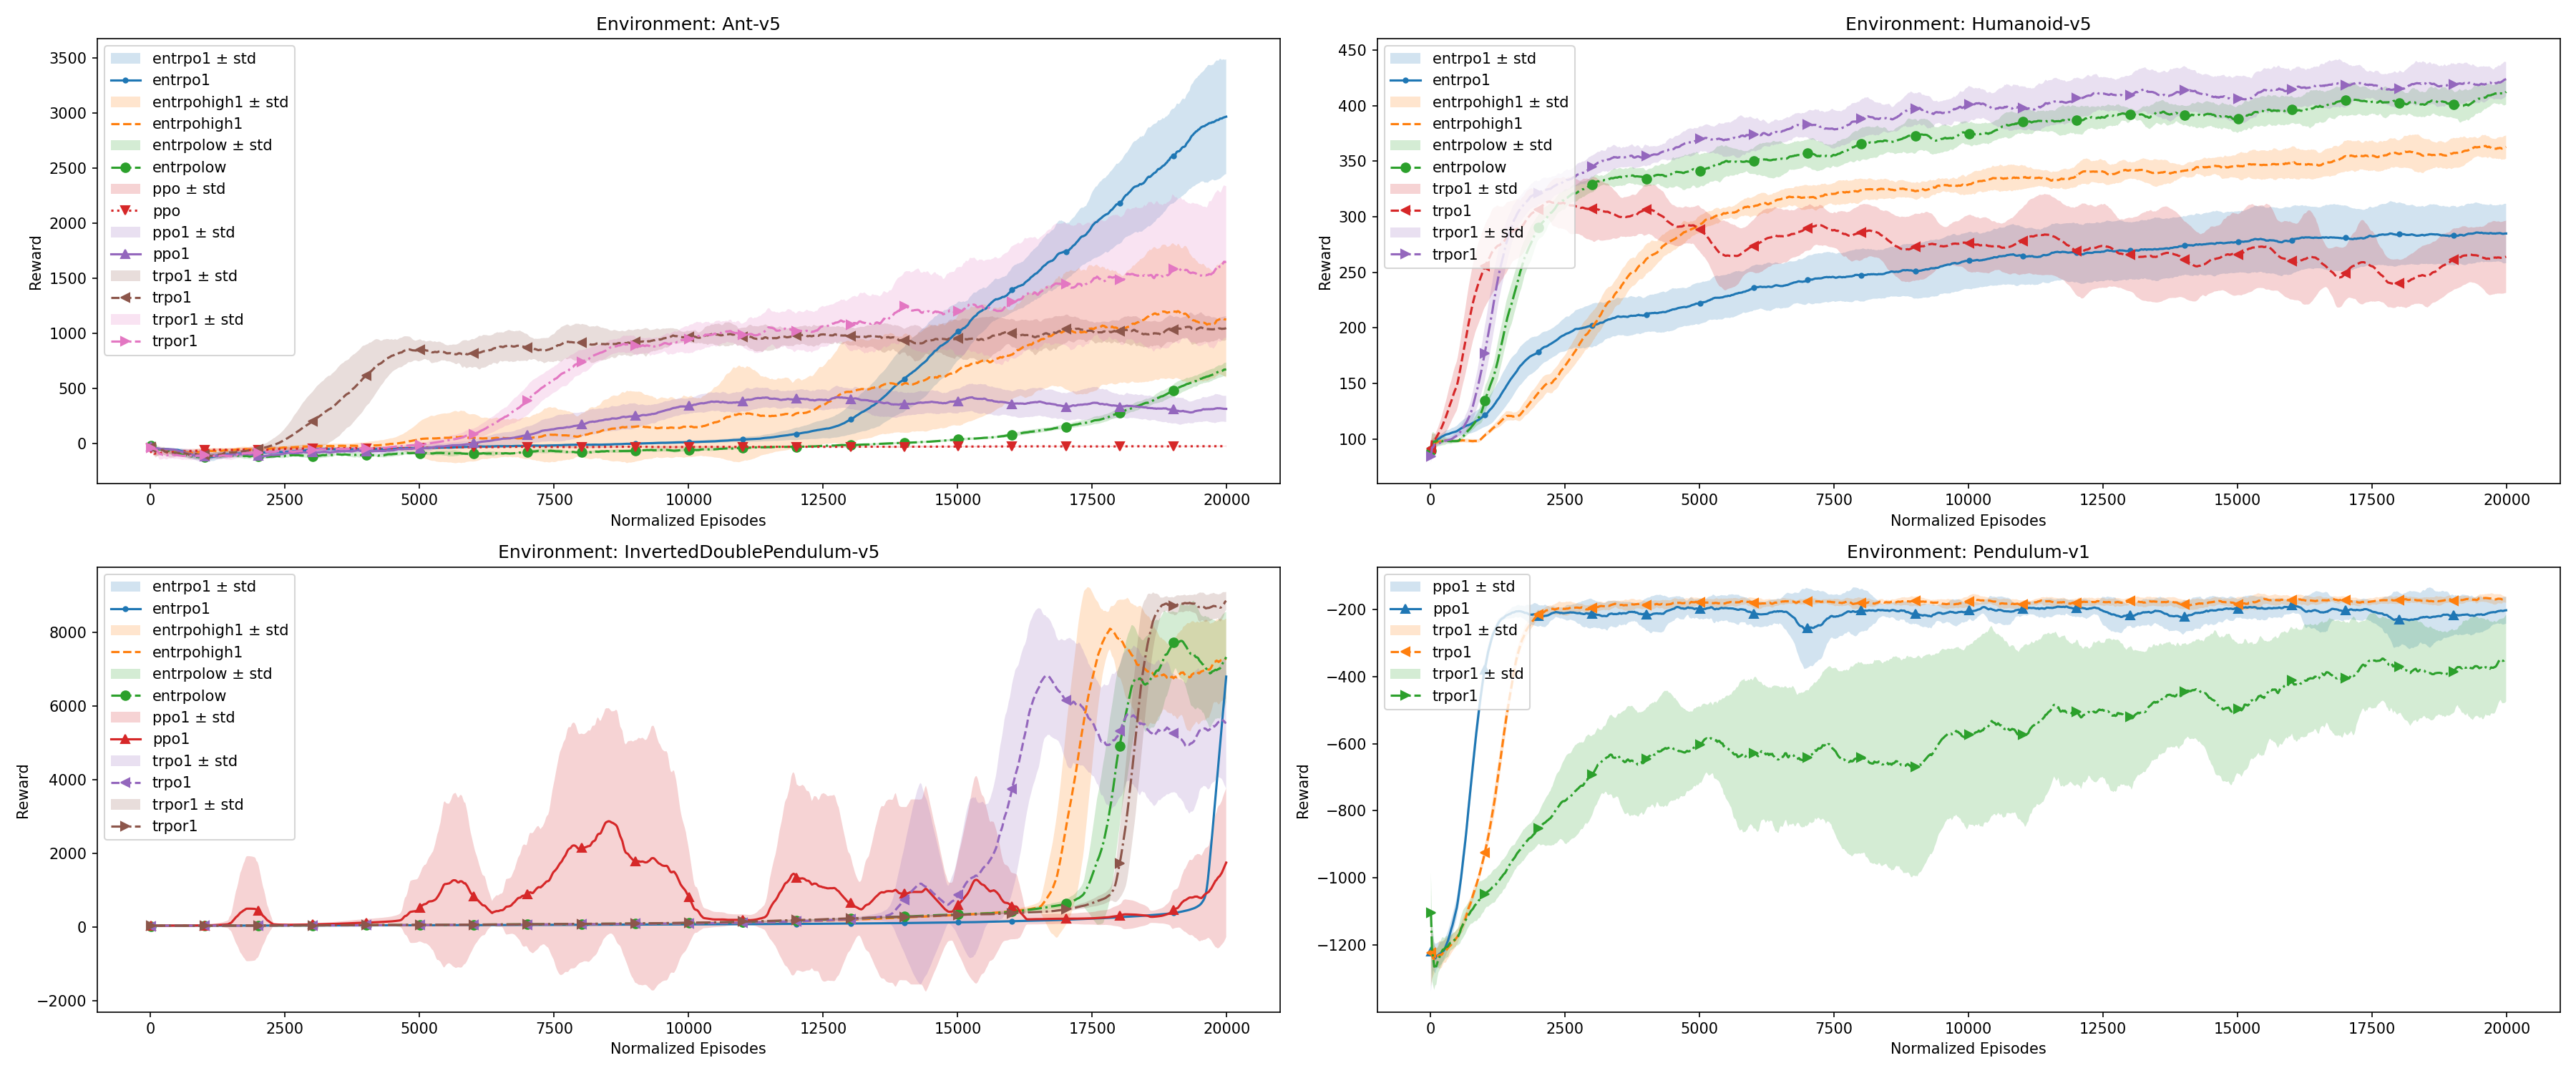 Environment: Ant-v5
3500
3000
2500
2000
1500
1000
500
0
Reward
entrpo1 ± std
entrpo1
entrpohigh1 ± std
entrpohigh1
entrpolow ± std
entrpolow
ppo ± std
ppo
ppo1 ± std
ppo1
trpo1 ± std
trpo1
trpor1 ± std
trpor1
0 2500 5000 7500 10000 12500 15000 17500 20000
Normalized Episodes
Environment: Humanoid-v5
450
400
350
300
250
200
150
100
Reward
entrpo1 ± std
entrpo1
entrpohigh1 ± std
entrpohigh1
entrpolow ± std
entrpolow
trpo1 ± std
trpo1
trpor1 ± std
trpor1
0 2500 5000 7500 10000 12500 15000 17500 20000
Normalized Episodes
Environment: InvertedDoublePendulum-v5
8000
6000
4000
2000
0
−2000
Reward
entrpo1 ± std
entrpo1
entrpohigh1 ± std
entrpohigh1
entrpolow ± std
entrpolow
ppo1 ± std
ppo1
trpo1 ± std
trpo1
trpor1 ± std
trpor1
0 2500 5000 7500 10000 12500 15000 17500 20000
Normalized Episodes
Environment: Pendulum-v1
−200
−400
−600
−800
−1000
−1200
Reward
ppo1 ± std
ppo1
trpo1 ± std
trpo1
trpor1 ± std
trpor1
0 2500 5000 7500 10000 12500 15000 17500 20000
Normalized Episodes